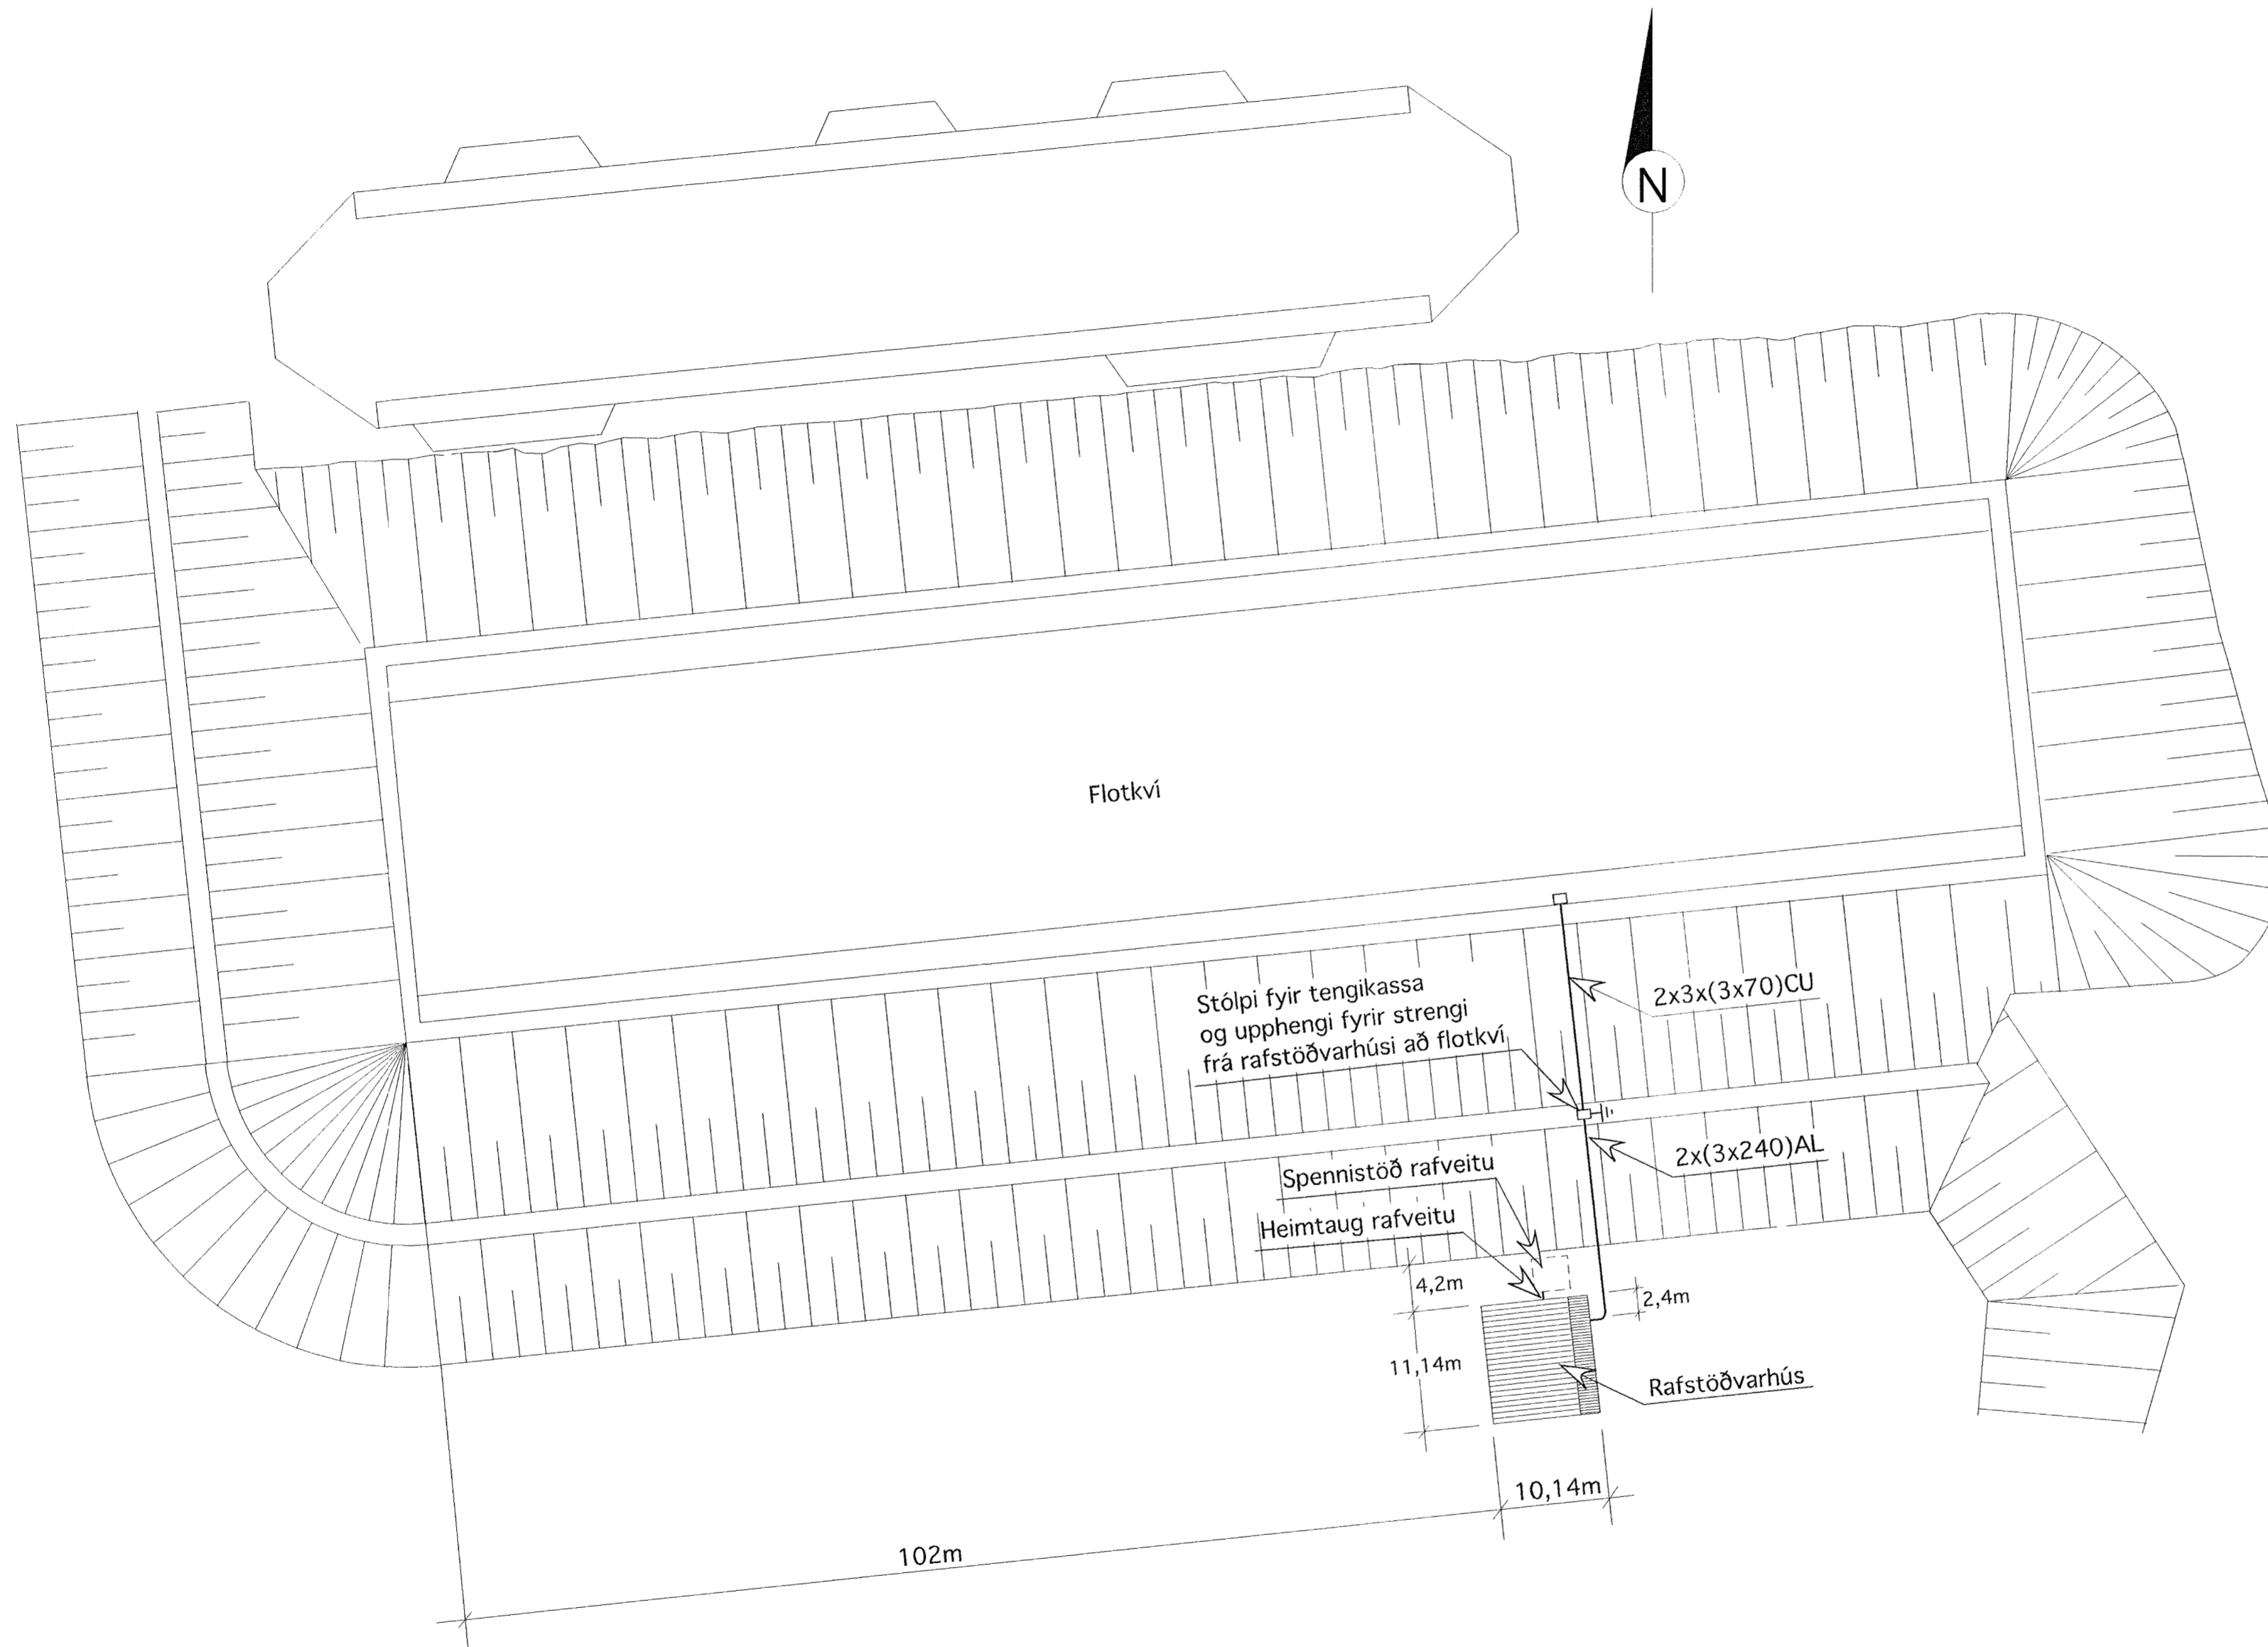 N
Flotkví
Stólpi fyir tengikassa
og upphengi fyrir strengi
frá rafstöðvarhúsi að flotkví
2x3x(3x70)CU
2x(3x240)AL
Spennistöð rafveitu
Heimtaug rafveitu
4,2m
2,4m
11,14m
Rafstöðvarhús
10,14m
102m